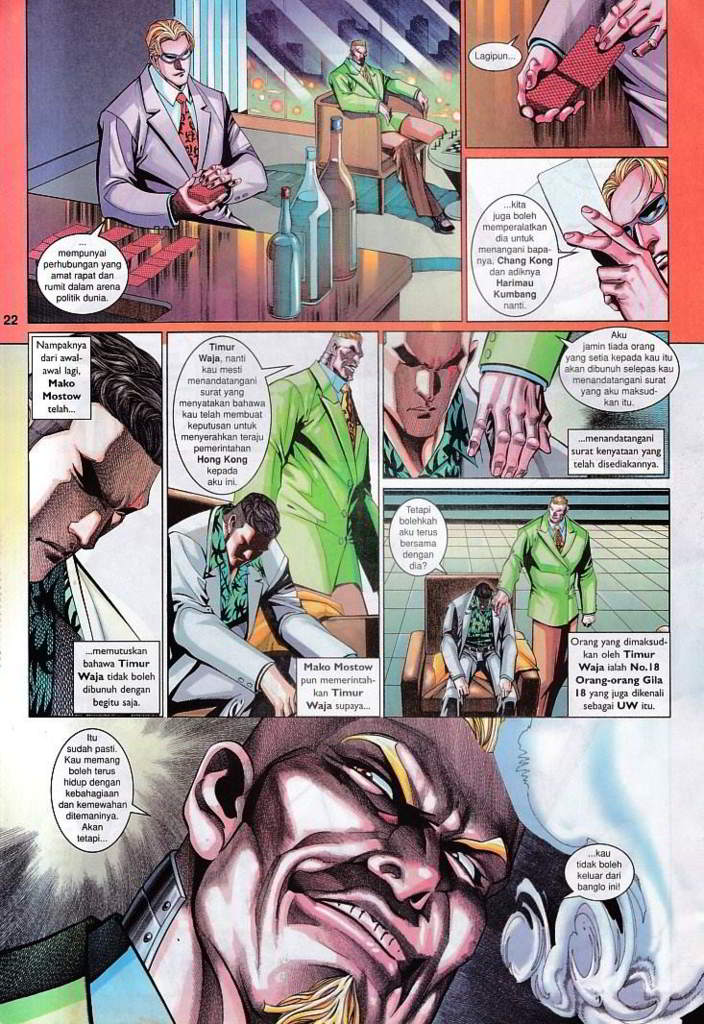 ...
mempunyai
perhubungan yang
amat rapat dan
rumit dalam arena
politik dunia.
Lagipun...
...kita
juga boleh
memperalatkan
dia untuk
menangani bapa-
nya, Chang Kong
dan adiknya
Harimau
Kumbang
nanti.
22
Nampaknya
dari awal-
awal lagi,
Mako
Mostow
telah...
...memutuskan
bahawa Timur
Waja tidak boleh
dibunuh dengan
begitu saja.
Timur
Waja, nanti
kau mesti
menandatangani
surat yang
menyatakan bahawa
kau telah membuat
keputusan untuk
menyerahkan teraju
pemerintahan
Hong Kong
kepada
aku ini.
Mako Mostow
pun memerintah-
kan Timur
Waja supaya...
Aku
jamin tiada orang
yang setia kepada kau itu
akan dibunuh selepas kau
menandatangani surat
yang aku maksud-
kan itu.
...menandatangani
surat kenyataan yang
telah disediakannya.
Tetapi
bolehkah
aku terus
bersama
dengan
dia?
Orang yang dimaksud-
kan oleh Timur
Waja ialah No.18
Orang-orang Gila
18 yang juga dikenali
sebagai UW itu.
Itu
sudah pasti.
Kau memang
boleh terus
hidup dengan
kebahagiaan
dan kemewahan
ditemaninya.
Akan
tetapi...
...kau
tidak boleh
keluar dari
banglo ini!